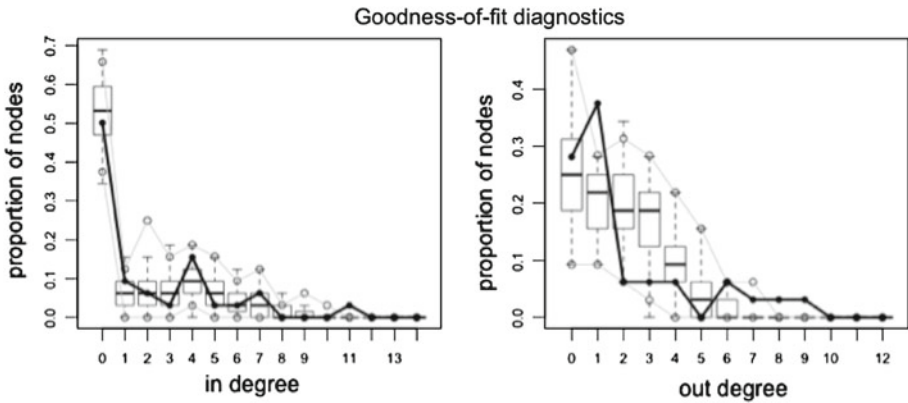 Goodness-of-fit diagnostics
proportion of nodes
0.0 0.1 0.2 0.3 0.4 0.5 0.6 0.7
0 1 2 3 4 5 6 7 9 11 13
in degree
proportion of nodes
0.0 0.1 0.2 0.3 0.4
0 1 2 3 4 5 6 7 8 9 10 12
out degree